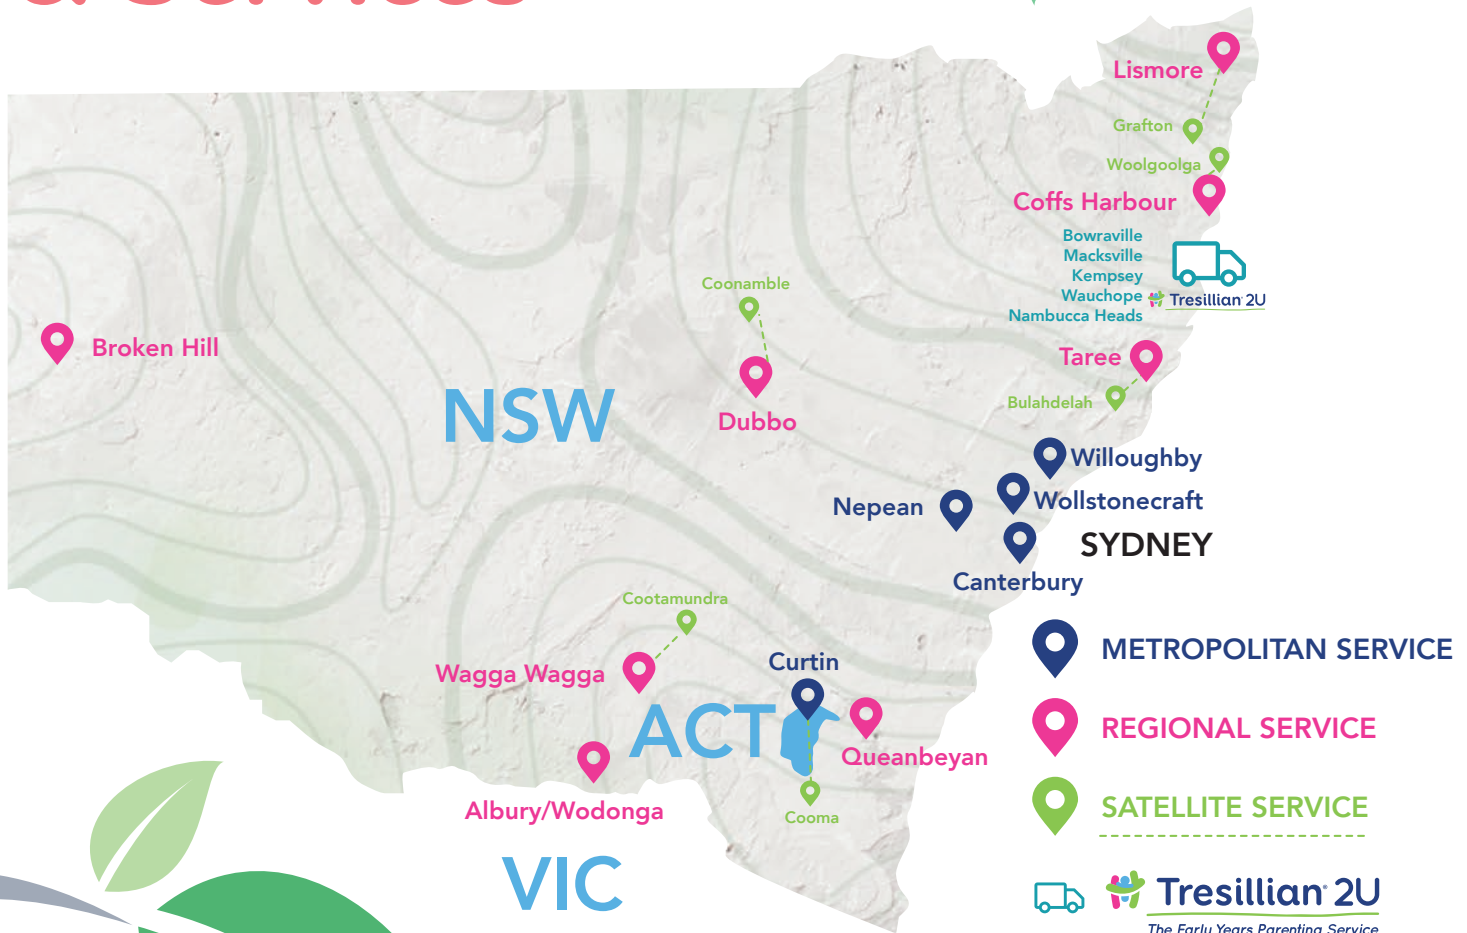 Lismore
Grafton
Woolgoolga
Coffs Harbour
Bowraville
Macksville
Kempsey
Wauchope
Nambucca Heads
Tresillian 2U
Coonamble
Broken Hill
Taree
Bulahdelah
NSW
Dubbo
Willoughby
Wollstonecraft
Nepean
SYDNEY
Canterbury
Cootamundra
Wagga Wagga
Curtin
ACT
Queanbeyan
Albury/Wodonga
Cooma
VIC
METROPOLITAN SERVICE
REGIONAL SERVICE
SATELLITE SERVICE
Tresillian 2U
The Early Years Parenting Service